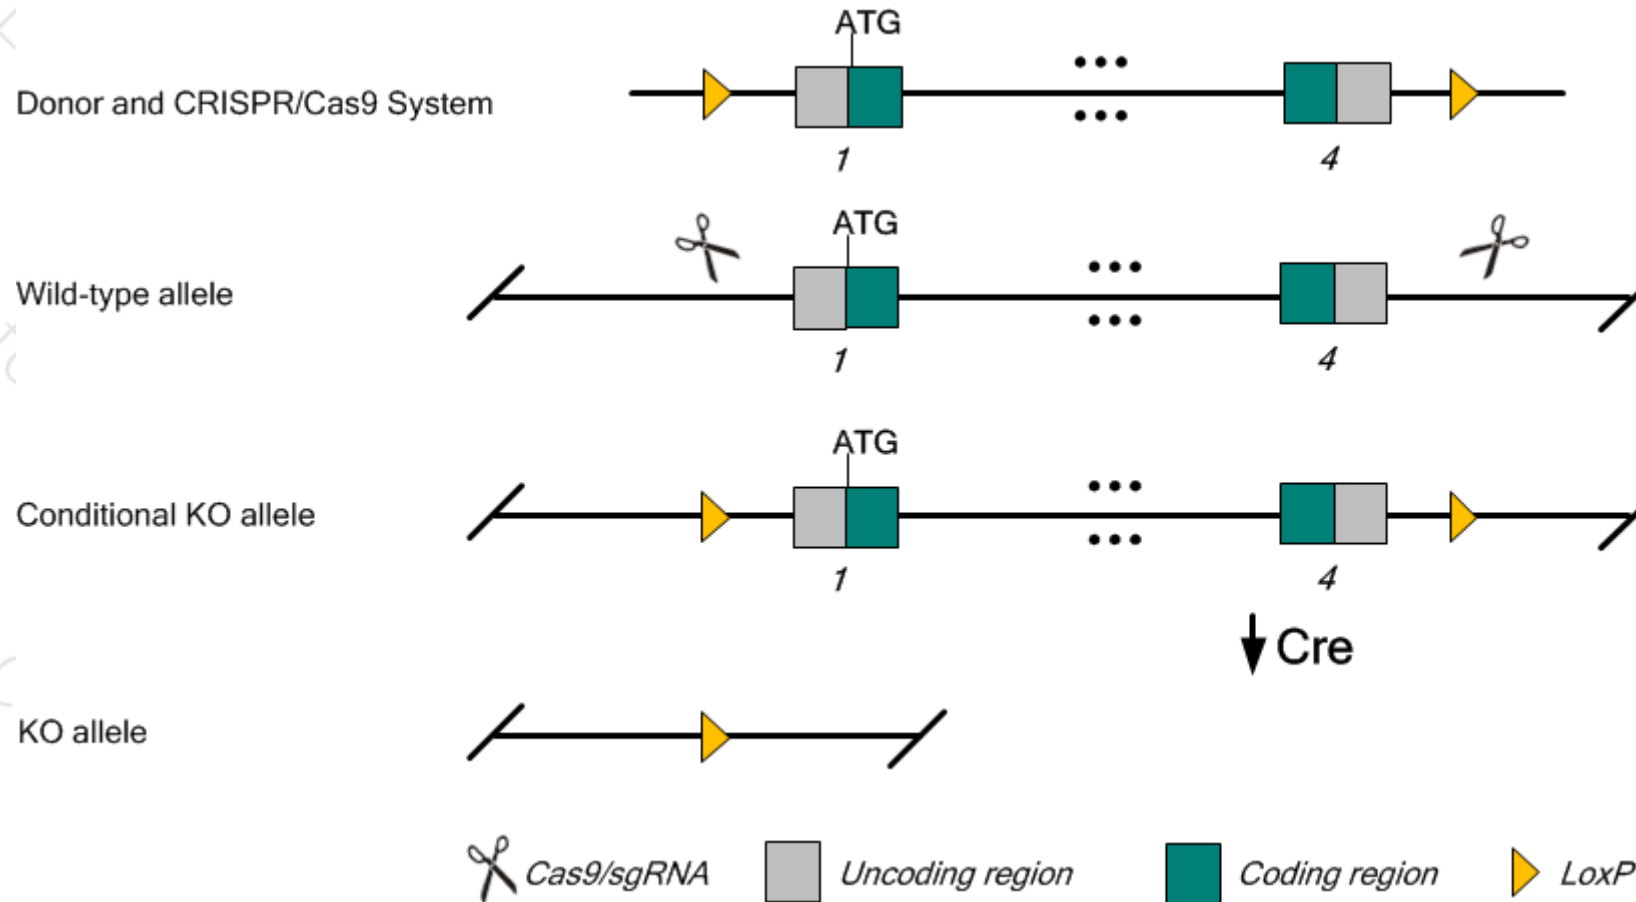 ATG
Donor and CRISPR/Cas9 System
1 4
ATG
Wild-type allele
1 4
ATG
Conditional KO allele
1 4
Cre
KO allele
Cas9/sgRNA Uncoding region Coding region LoxP